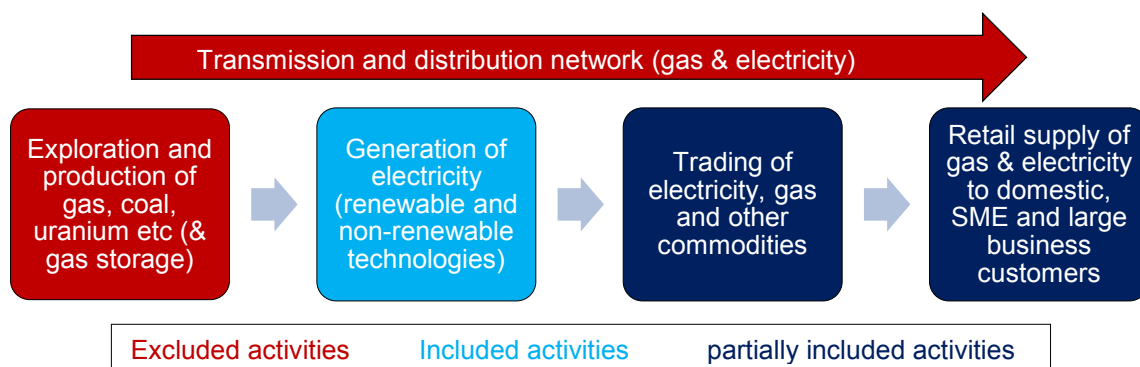 Transmission and distribution network (gas & electricity)
Exploration and
production of
gas, coal,
uranium etc (&
gas storage)
Generation of
electricity
(renewable and
non-renewable
technologies)
Trading of
electricity, gas
and other
commodities
Retail supply of
gas & electricity
to domestic,
SME and large
business
customers
Excluded activities Included activities partially included activities